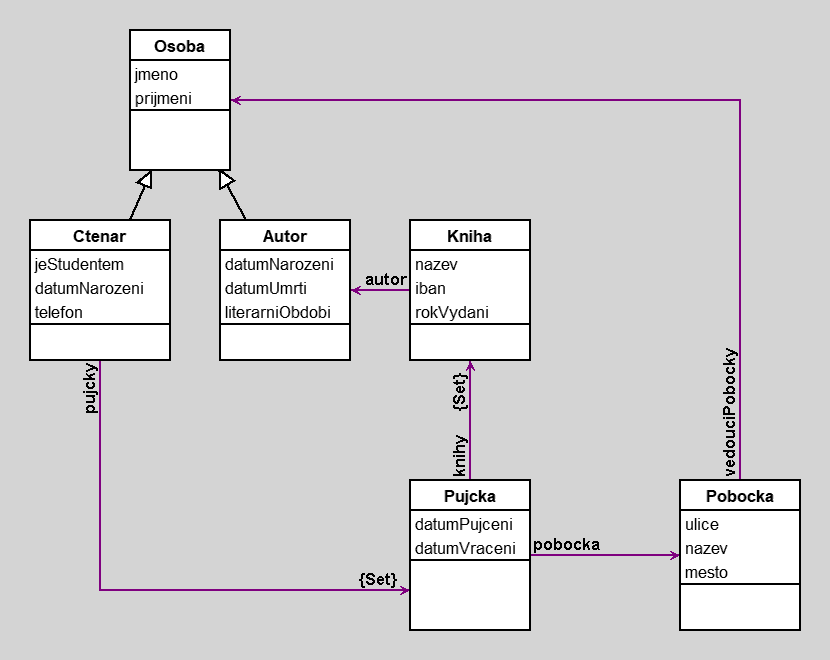 Osoba
jmeno
prijmeni
Ctenar
jeStudentem
datumNarozeni
telefon
Autor
datumNarozeni
datumUmrti
literarniObdobi
autor
Kniha
nazev
iban
rokVydani
pujcky
{Set}
knihy
{Set}
vedouciPobocky
Pujcka
datumPujceni
datumVraceni
pobocka
Pobocka
ulice
nazev
mesto